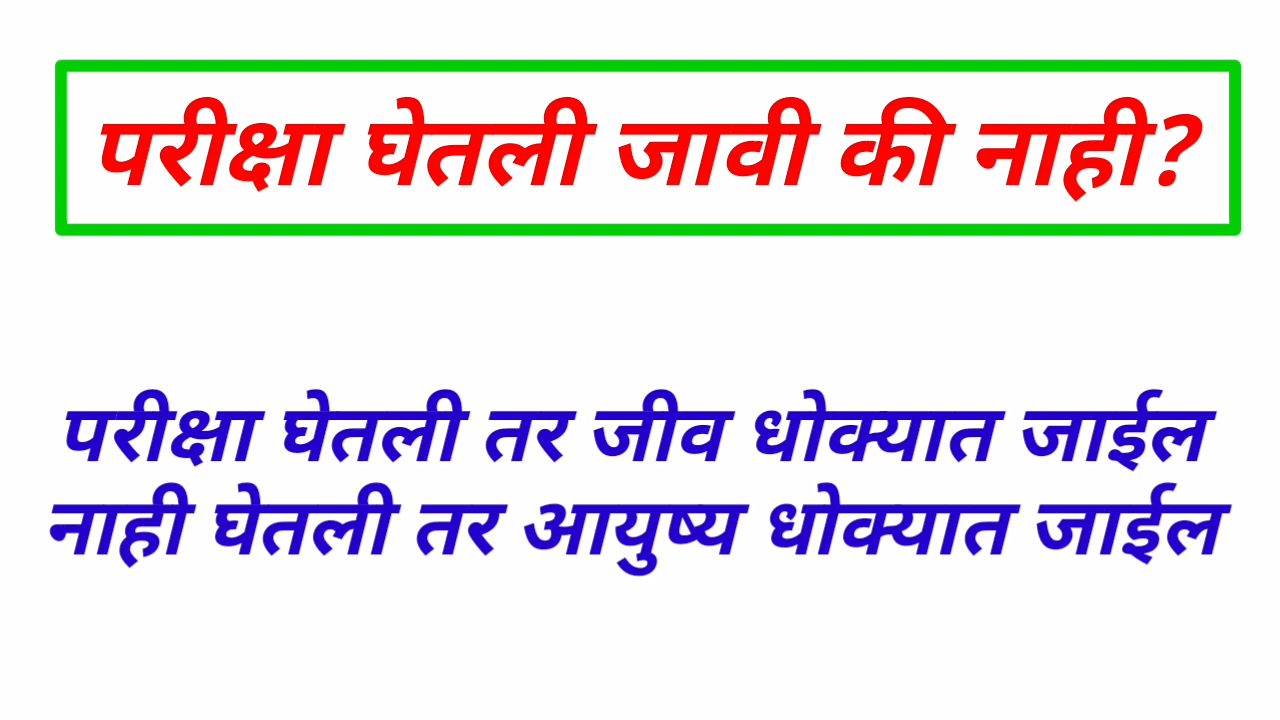 परीक्षा घेतली जावी की नाही?
परीक्षा घेतली तर जीव धोक्यात जाईल
नाही घेतली तर आयुष्य धोक्यात जाईल